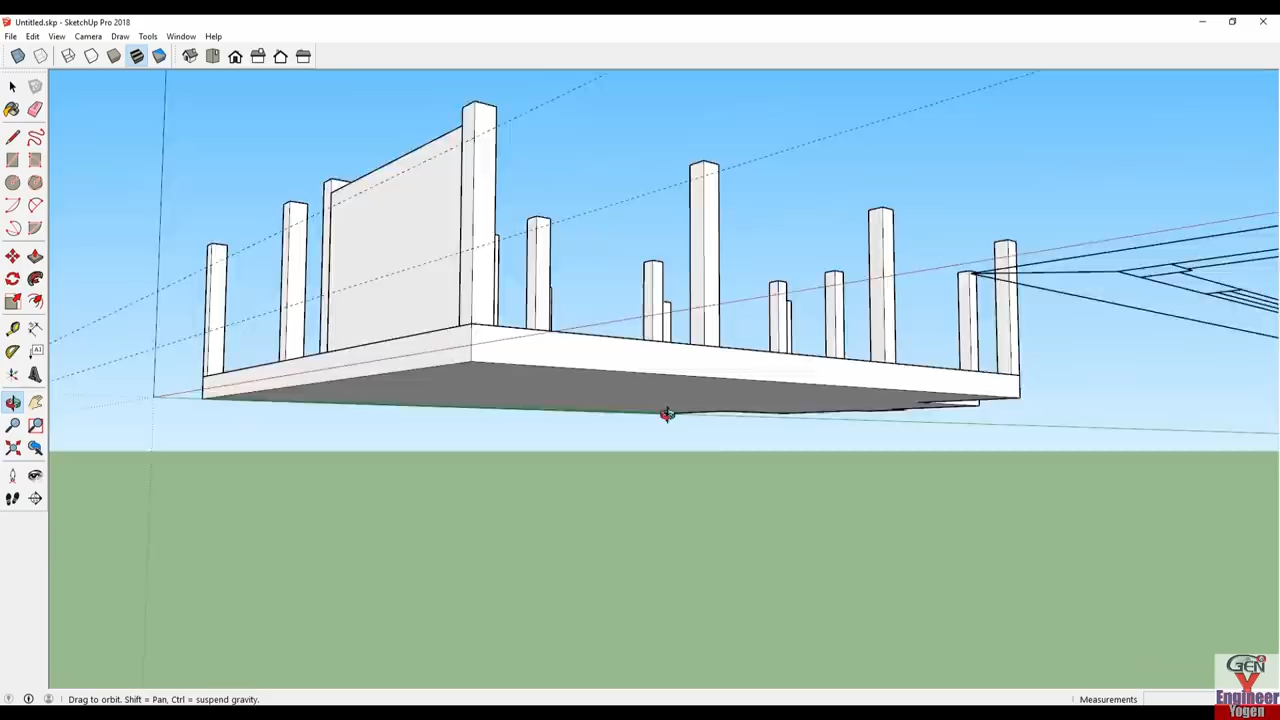 Untitled.skp - SketchUp Pro 2018
File Edit View Camera Draw Tools Window Help
Drag to orbit. Shift = Pan, Ctrl = suspend gravity.
Measurements
GEN
Y
Engineer
Yogen